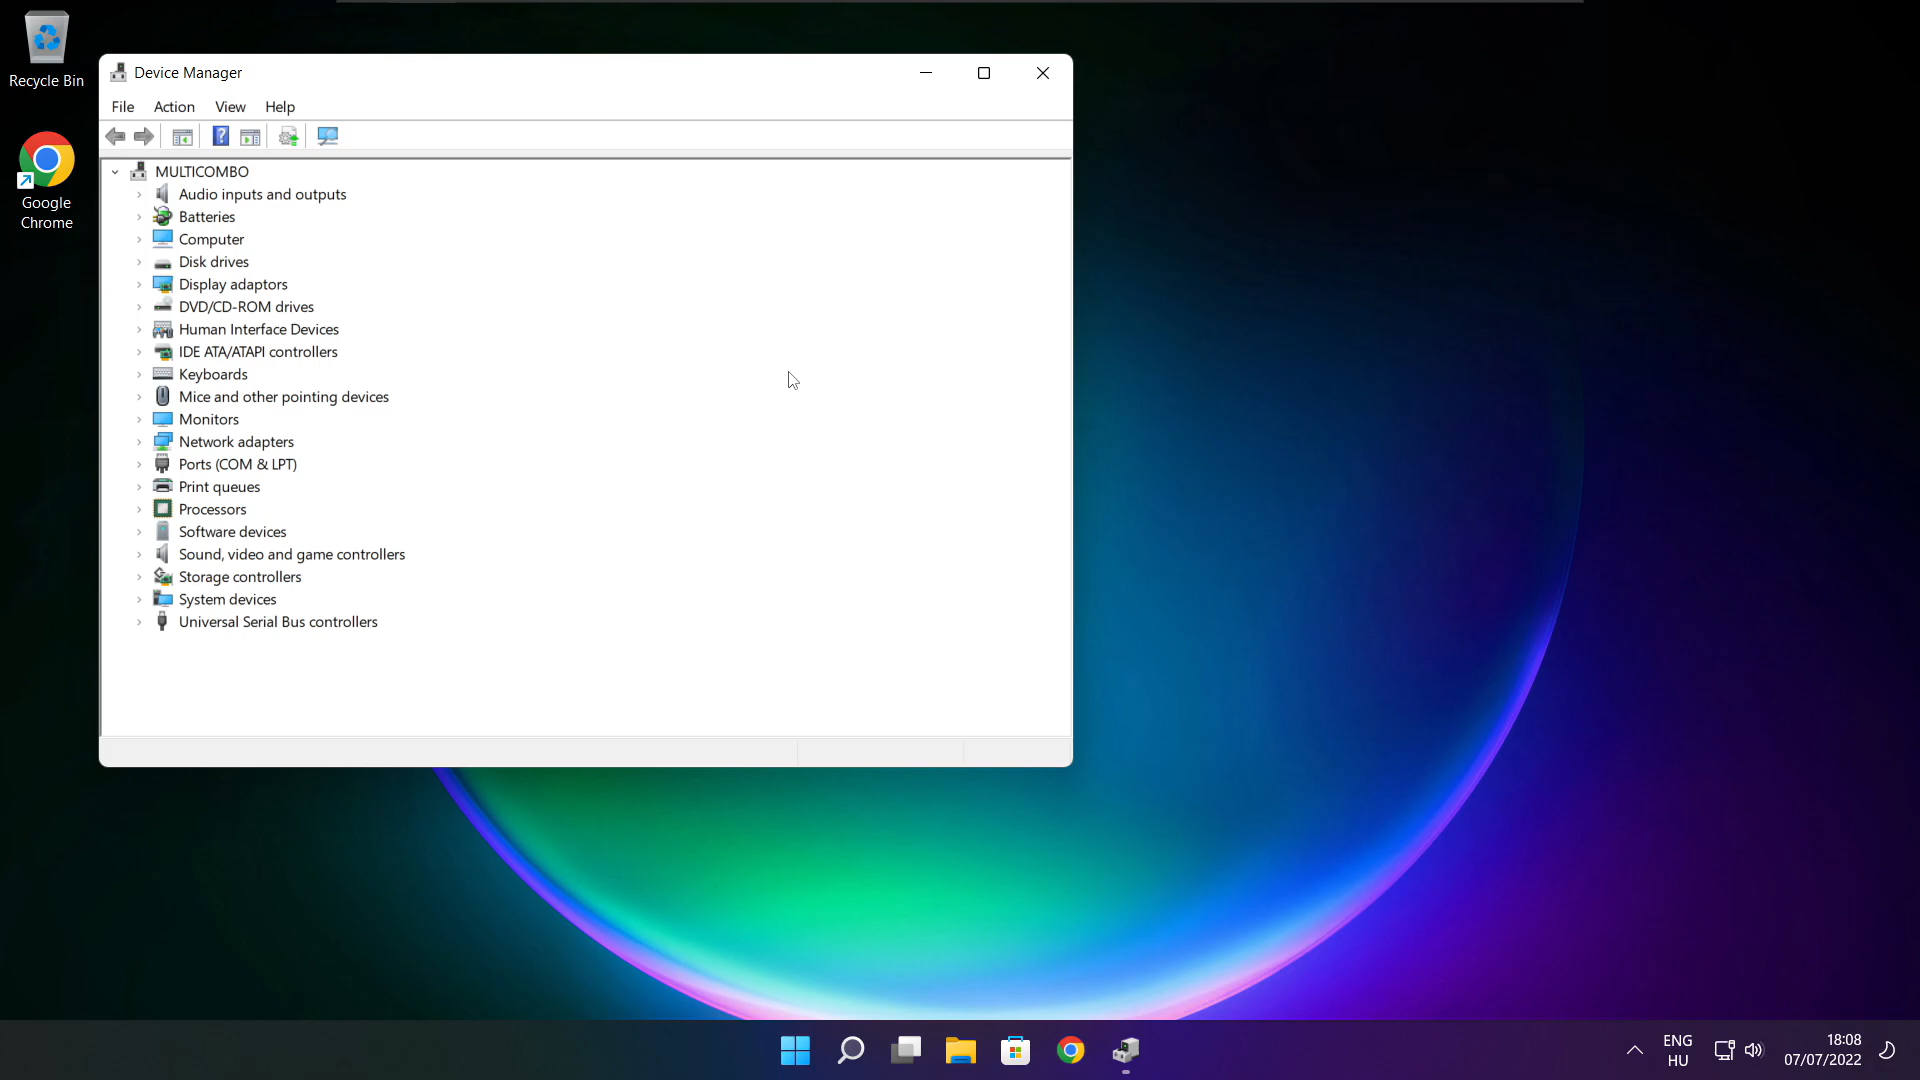 Recycle Bin
Google
Chrome
Device Manager
File Action View Help
MULTICOMBO
Audio inputs and outputs
Batteries
Computer
Disk drives
Display adaptors
DVD/CD-ROM drives
Human Interface Devices
IDE ATA/ATAPI controllers
Keyboards
Mice and other pointing devices
Monitors
Network adapters
Ports (COM & LPT)
Print queues
Processors
Software devices
Sound, video and game controllers
Storage controllers
System devices
Universal Serial Bus controllers
ENG
HU
18:08
07/07/2022